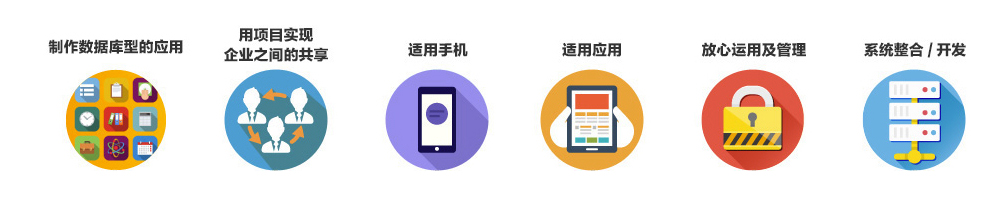 制作数据库型的应用
用项目实现
企业之间的共享
适用手机
适用应用
放心运用及管理
系统整合 / 开发